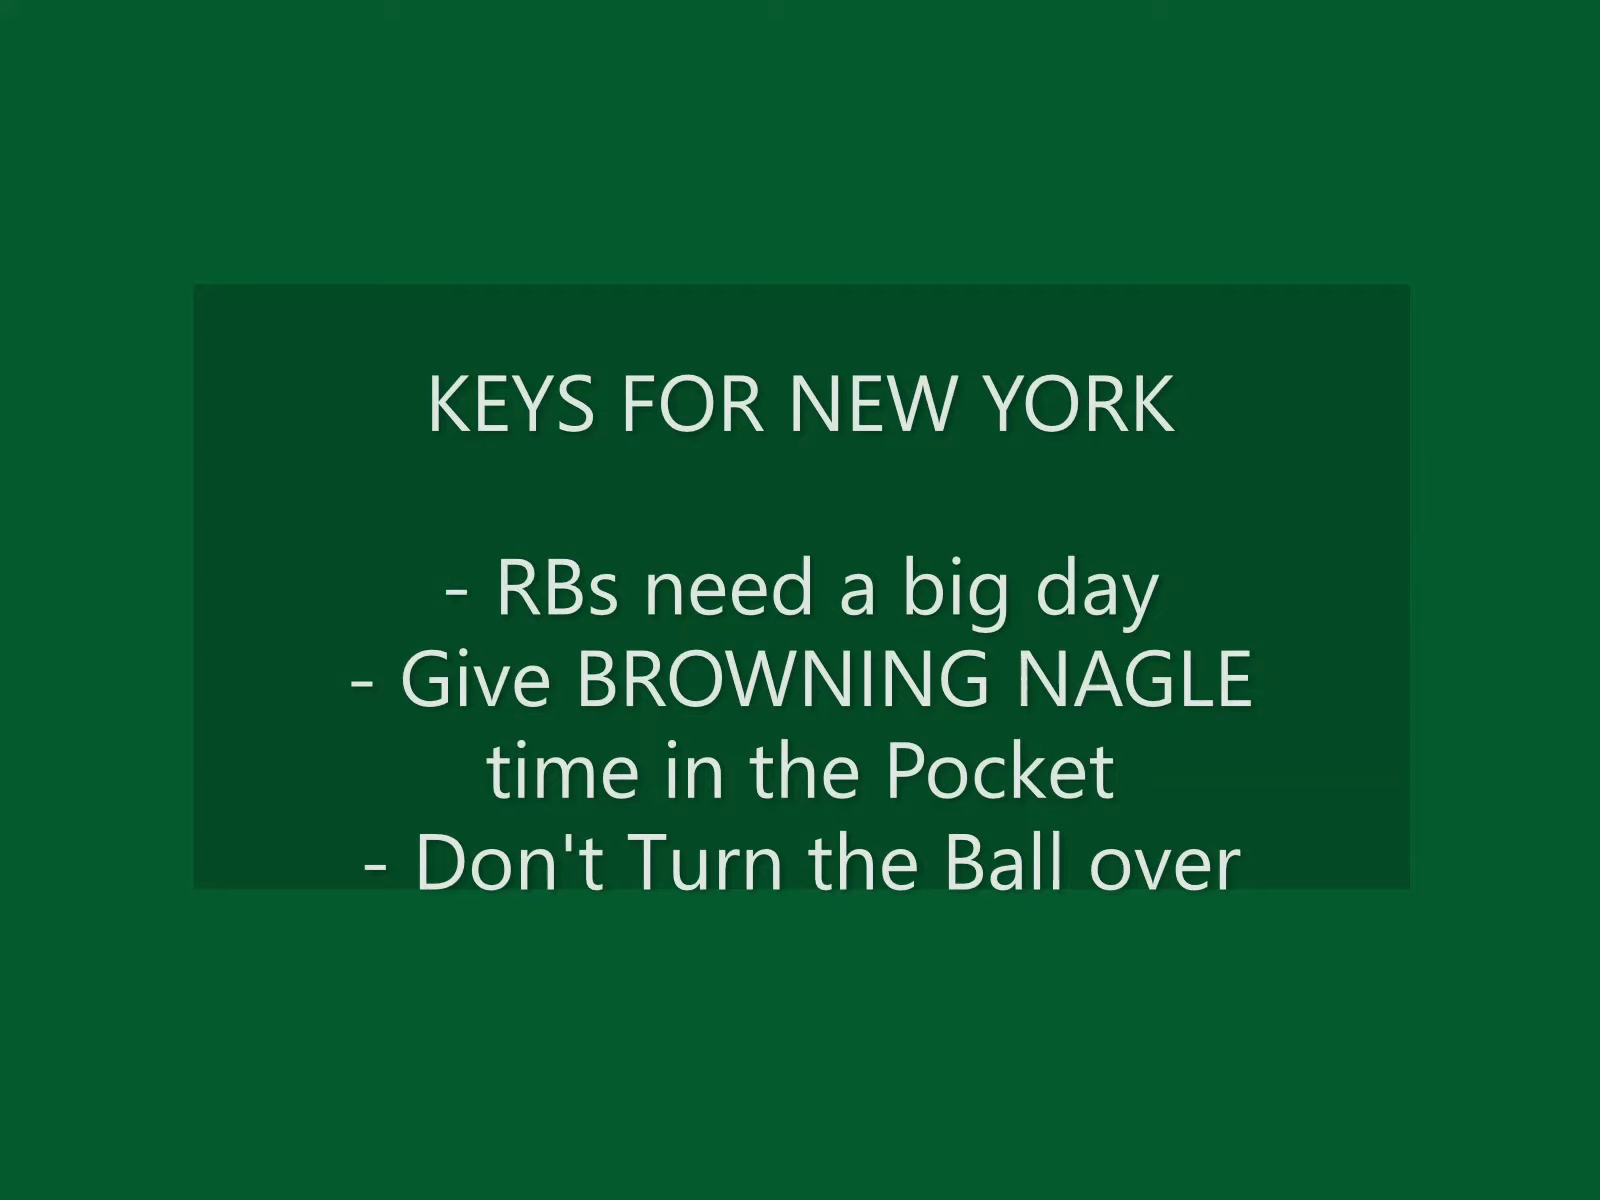 KEYS FOR NEW YORK
- RBs need a big day
- Give BROWNING NAGLE
time in the Pocket
- Don't Turn the Ball over